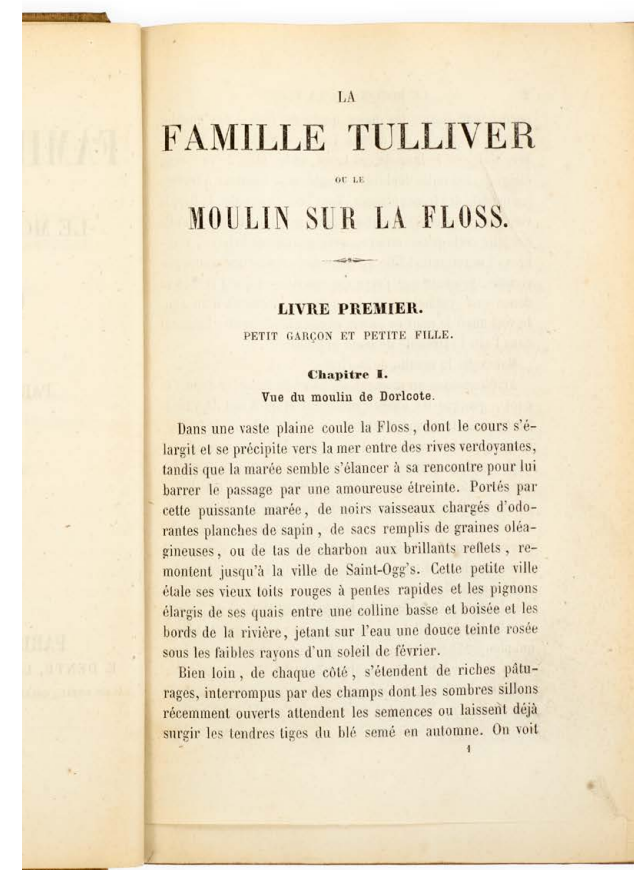 LA
FAMILLE TULLIVER
OU LE
MOULIN SUR LA FLOSS.
LIVRE PREMIER.
PETIT GARÇON ET PETITE FILLE.
Chapitre I.
Vue du moulin de Dorlcote.
Dans une vaste plaine coule la Floss, dont le cours s'é-
largit et se précipite vers la mer entre des rives verdoyantes,
tandis que la marée semble s'élancer à sa rencontre pour lui
barrer le passage par une amoureuse étreinte. Portés par
cette puissante marée, de noirs vaisseaux chargés d'odo-
rantes planches de sapin, de sacs remplis de graines oléa-
gineuses, ou de tas de charbon aux brillants reflets, re-
montent jusqu'à la ville de Saint-Ogg's. Cette petite ville
étale ses vieux toits rouges à pentes rapides et les pignons
élargis de ses quais entre une colline basse et boisée et les
bords de la rivière, jetant sur l'eau une douce teinte rosée
sous les faibles rayons d'un soleil de février.
Bien loin, de chaque côté, s'étendent de riches pâtu-
rages, interrompus par des champs dont les sombres sillons
récemment ouverts attendent les semences ou laissent déjà
surgir les tendres tiges du blé semé en automne. On voit
1